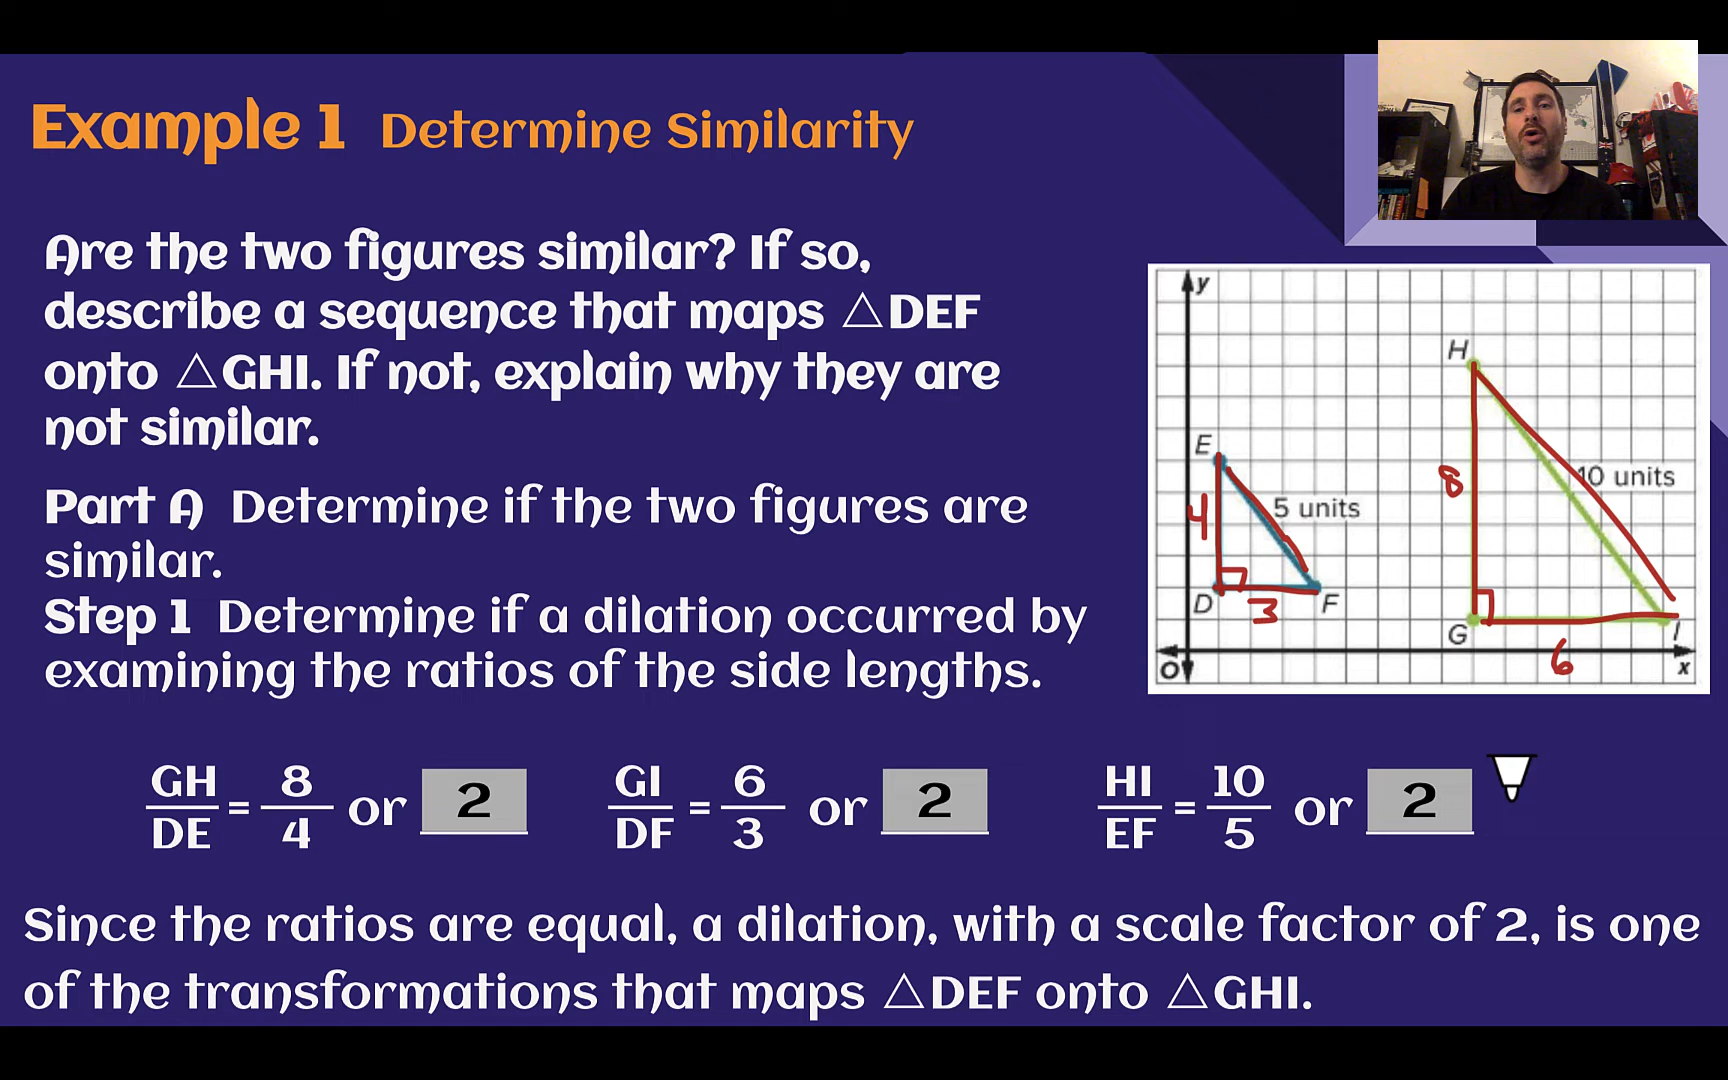 Example 1 Determine Similarity
Are the two figures similar? If so,
describe a sequence that maps △DEF
onto △GHI. If not, explain why they are
not similar.
Part A Determine if the two figures are
similar.
Step 1 Determine if a dilation occurred by
examining the ratios of the side lengths.
y
H
E
8
10 units
4
5 units
D
3
F
G
I
6
O
x
GH/DE = 8/4 or 2 GI/DF = 6/3 or 2 HI/EF = 10/5 or 2
Since the ratios are equal, a dilation, with a scale factor of 2, is one
of the transformations that maps △DEF onto △GHI.